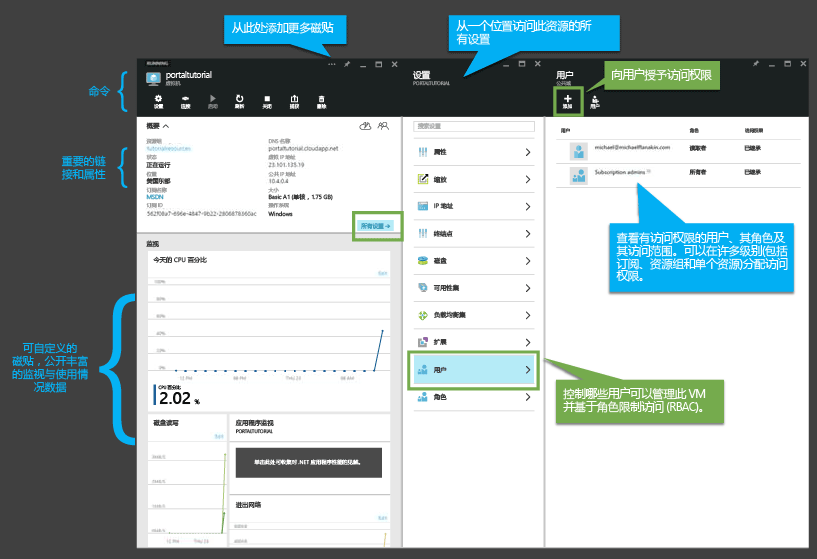 从此处添加更多磁贴
从一个位置访问此资源的所
有设置
向用户授予访问权限
命令
重要的链
接和属性
可自定义的
磁贴，公开丰富
的监视与使用情
况数据
RUNNING
portaltutorial
虚拟机
设置
连接
启动
重新
关闭
捕获
删除
概要
资源组
tutorialresources
状态
正在运行
位置
美国东部
订阅名称
MSDN
订阅 ID
562f08a7-696e-4847-9b22-2806878360ac
DNS 名称
portaltutorial.cloudapp.net
虚拟 IP 地址
23.101.135.19
公共 IP 地址
10.4.0.4
大小
Basic A1 (单核，1.75 GB)
操作系统
Windows
所有设置 →
监视
今天的 CPU 百分比
100%
80%
60%
40%
20%
0%
12 PM
06 PM
THU 23
06 AM
CPU 百分比
2.02 %
磁盘读写
12 PM
THU 23
应用程序监视
PORTALTUTORIAL
单击此处可收集对 .NET 应用程序性能的见解。
进出网络
设置
PORTALTUTORIAL
搜索设置
属性
缩放
IP 地址
终结点
磁盘
可用性集
负载均衡集
扩展
用户
角色
用户
公共域
添加
用户
用户
角色
访问权限
michael@michaelflanakin.com
读取者
已继承
Subscription admins
所有者
已继承
查看有访问权限的用户、其角色及
其访问范围。可以在许多级别(包括
订阅、资源组和单个资源)分配访问
权限。
控制哪些用户可以管理此 VM
并基于角色限制访问 (RBAC)。